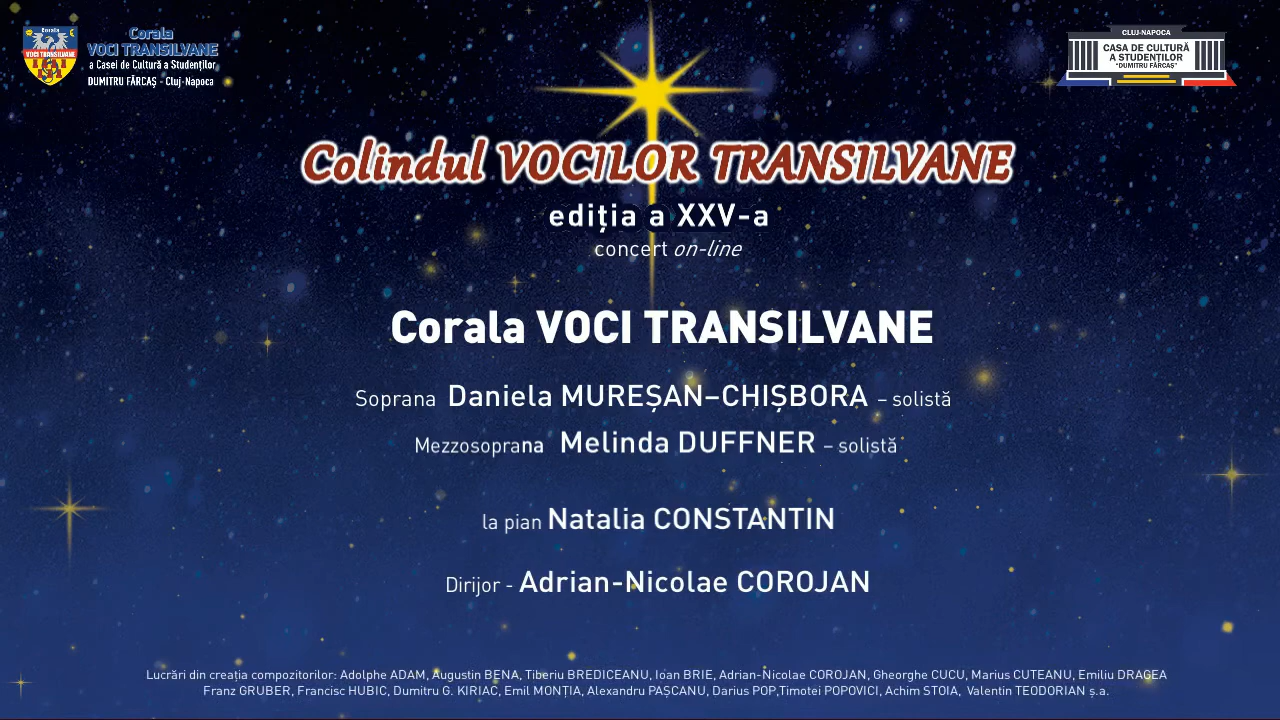 Corala
VOCI TRANSILVANE
Corala
VOCI TRANSILVANE
a Casei de Cultură a Studenților
DUMITRU FĂRCAȘ - Cluj-Napoca
CLUJ-NAPOCA
CASA DE CULTURĂ
A STUDENȚILOR
"DUMITRU FĂRCAȘ"
Colindul VOCILOR TRANSILVANE
ediția a XXV-a
concert on-line
Corala VOCI TRANSILVANE
Soprana Daniela MUREȘAN–CHIȘBORA – solistă
Mezzosoprana Melinda DUFFNER – solistă
la pian Natalia CONSTANTIN
Dirijor - Adrian-Nicolae COROJAN
Lucrări din creația compozitorilor: Adolphe ADAM, Augustin BENA, Tiberiu BREDICEANU, Ioan BRIE, Adrian-Nicolae COROJAN, Gheorghe CUCU, Marius CUTEANU, Emiliu DRAGEA
Franz GRUBER, Francisc HUBIC, Dumitru G. KIRIAC, Emil MONȚIA, Alexandru PAȘCANU, Darius POP,Timotei POPOVICI, Achim STOIA, Valentin TEODORIAN ș.a.